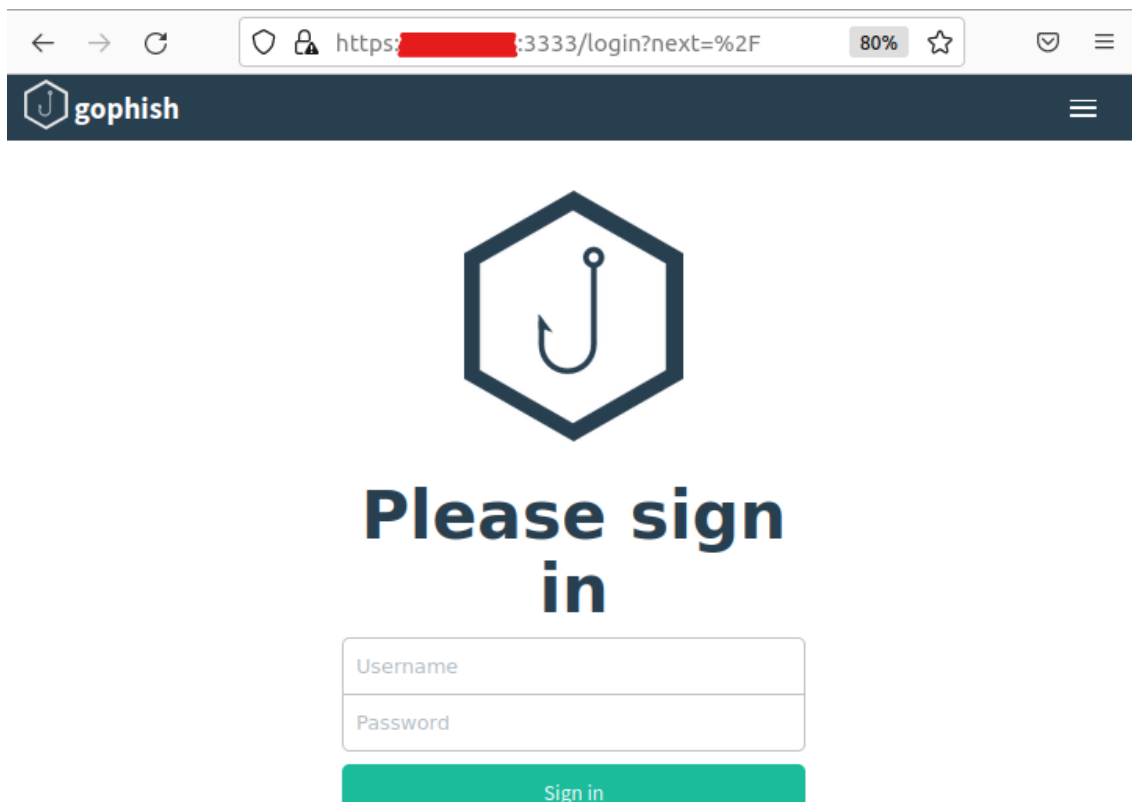 https: :3333/login?next=%2F 80%
gophish
Please sign
in
Username
Password
Sign in